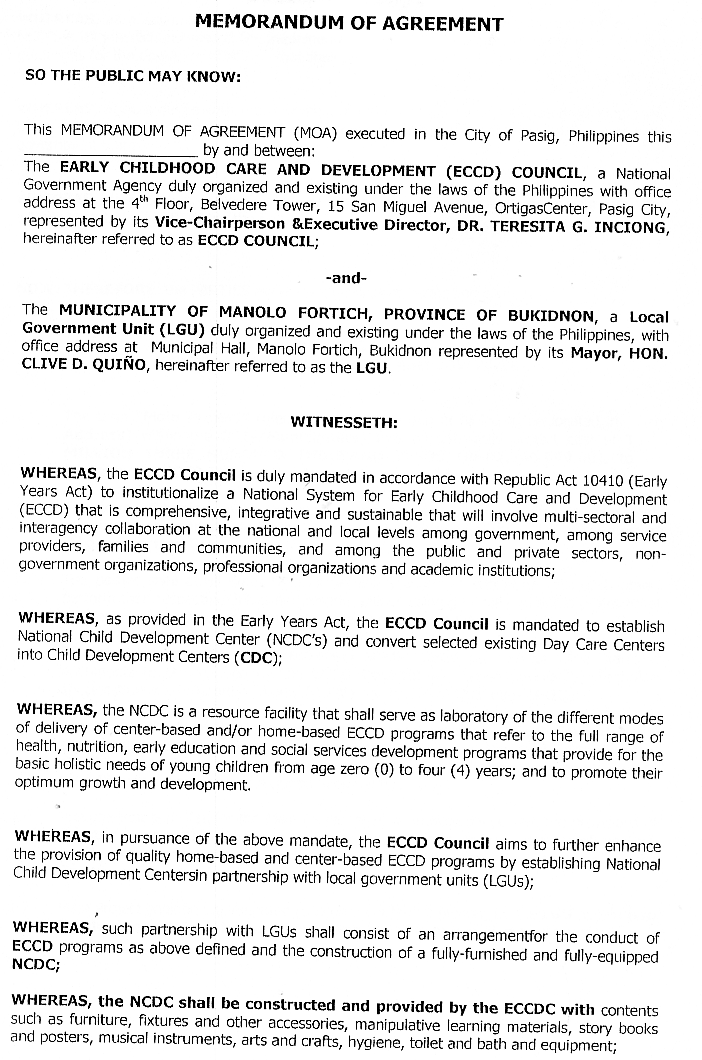 MEMORANDUM OF AGREEMENT
SO THE PUBLIC MAY KNOW:
This MEMORANDUM OF AGREEMENT (MOA) executed in the City of Pasig, Philippines this
____________________ by and between:
The EARLY CHILDHOOD CARE AND DEVELOPMENT (ECCD) COUNCIL, a National
Government Agency duly organized and existing under the laws of the Philippines with office
address at the 4th Floor, Belvedere Tower, 15 San Miguel Avenue, OrtigasCenter, Pasig City,
represented by its Vice-Chairperson &Executive Director, DR. TERESITA G. INCIONG,
hereinafter referred to as ECCD COUNCIL;
-and-
The MUNICIPALITY OF MANOLO FORTICH, PROVINCE OF BUKIDNON, a Local
Government Unit (LGU) duly organized and existing under the laws of the Philippines, with
office address at Municipal Hall, Manolo Fortich, Bukidnon represented by its Mayor, HON.
CLIVE D. QUIÑO, hereinafter referred to as the LGU.
WITNESSETH:
WHEREAS, the ECCD Council is duly mandated in accordance with Republic Act 10410 (Early
Years Act) to institutionalize a National System for Early Childhood Care and Development
(ECCD) that is comprehensive, integrative and sustainable that will involve multi-sectoral and
interagency collaboration at the national and local levels among government, among service
providers, families and communities, and among the public and private sectors, non-
government organizations, professional organizations and academic institutions;
WHEREAS, as provided in the Early Years Act, the ECCD Council is mandated to establish
National Child Development Center (NCDC's) and convert selected existing Day Care Centers
into Child Development Centers (CDC);
WHEREAS, the NCDC is a resource facility that shall serve as laboratory of the different modes
of delivery of center-based and/or home-based ECCD programs that refer to the full range of
health, nutrition, early education and social services development programs that provide for the
basic holistic needs of young children from age zero (0) to four (4) years; and to promote their
optimum growth and development.
WHEREAS, in pursuance of the above mandate, the ECCD Council aims to further enhance
the provision of quality home-based and center-based ECCD programs by establishing National
Child Development Centersin partnership with local government units (LGUs);
WHEREAS, such partnership with LGUs shall consist of an arrangementfor the conduct of
ECCD programs as above defined and the construction of a fully-furnished and fully-equipped
NCDC;
WHEREAS, the NCDC shall be constructed and provided by the ECCDC with contents
such as furniture, fixtures and other accessories, manipulative learning materials, story books
and posters, musical instruments, arts and crafts, hygiene, toilet and bath and equipment;